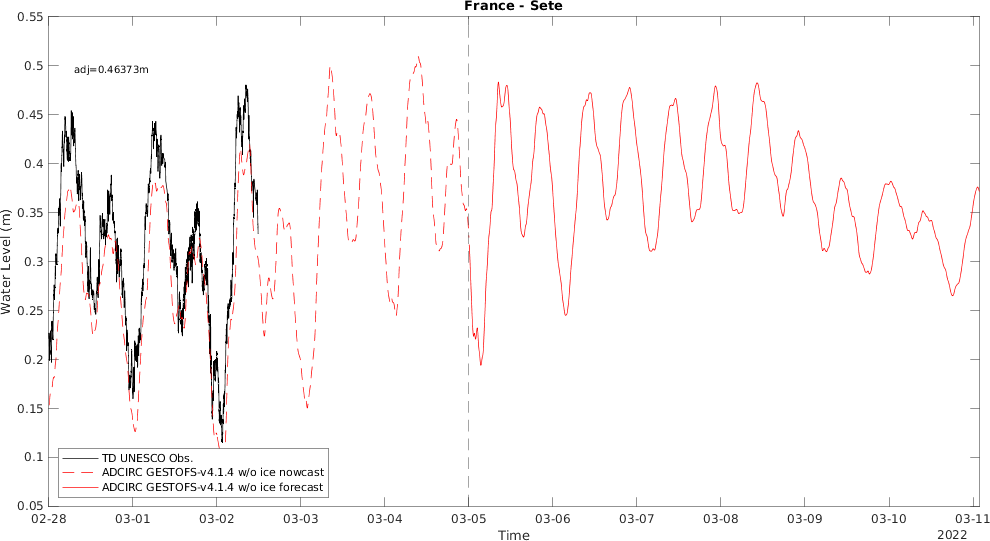 France - Sete
0.55
0.5
0.45
0.4
0.35
0.3
0.25
0.2
0.15
0.1
0.05
Water Level (m)
adj=0.46373m
TD UNESCO Obs.
ADCIRC GESTOFS-v4.1.4 w/o ice nowcast
ADCIRC GESTOFS-v4.1.4 w/o ice forecast
02-28 03-01 03-02 03-03 03-04 03-05 03-06 03-07 03-08 03-09 03-10 03-11
Time
2022